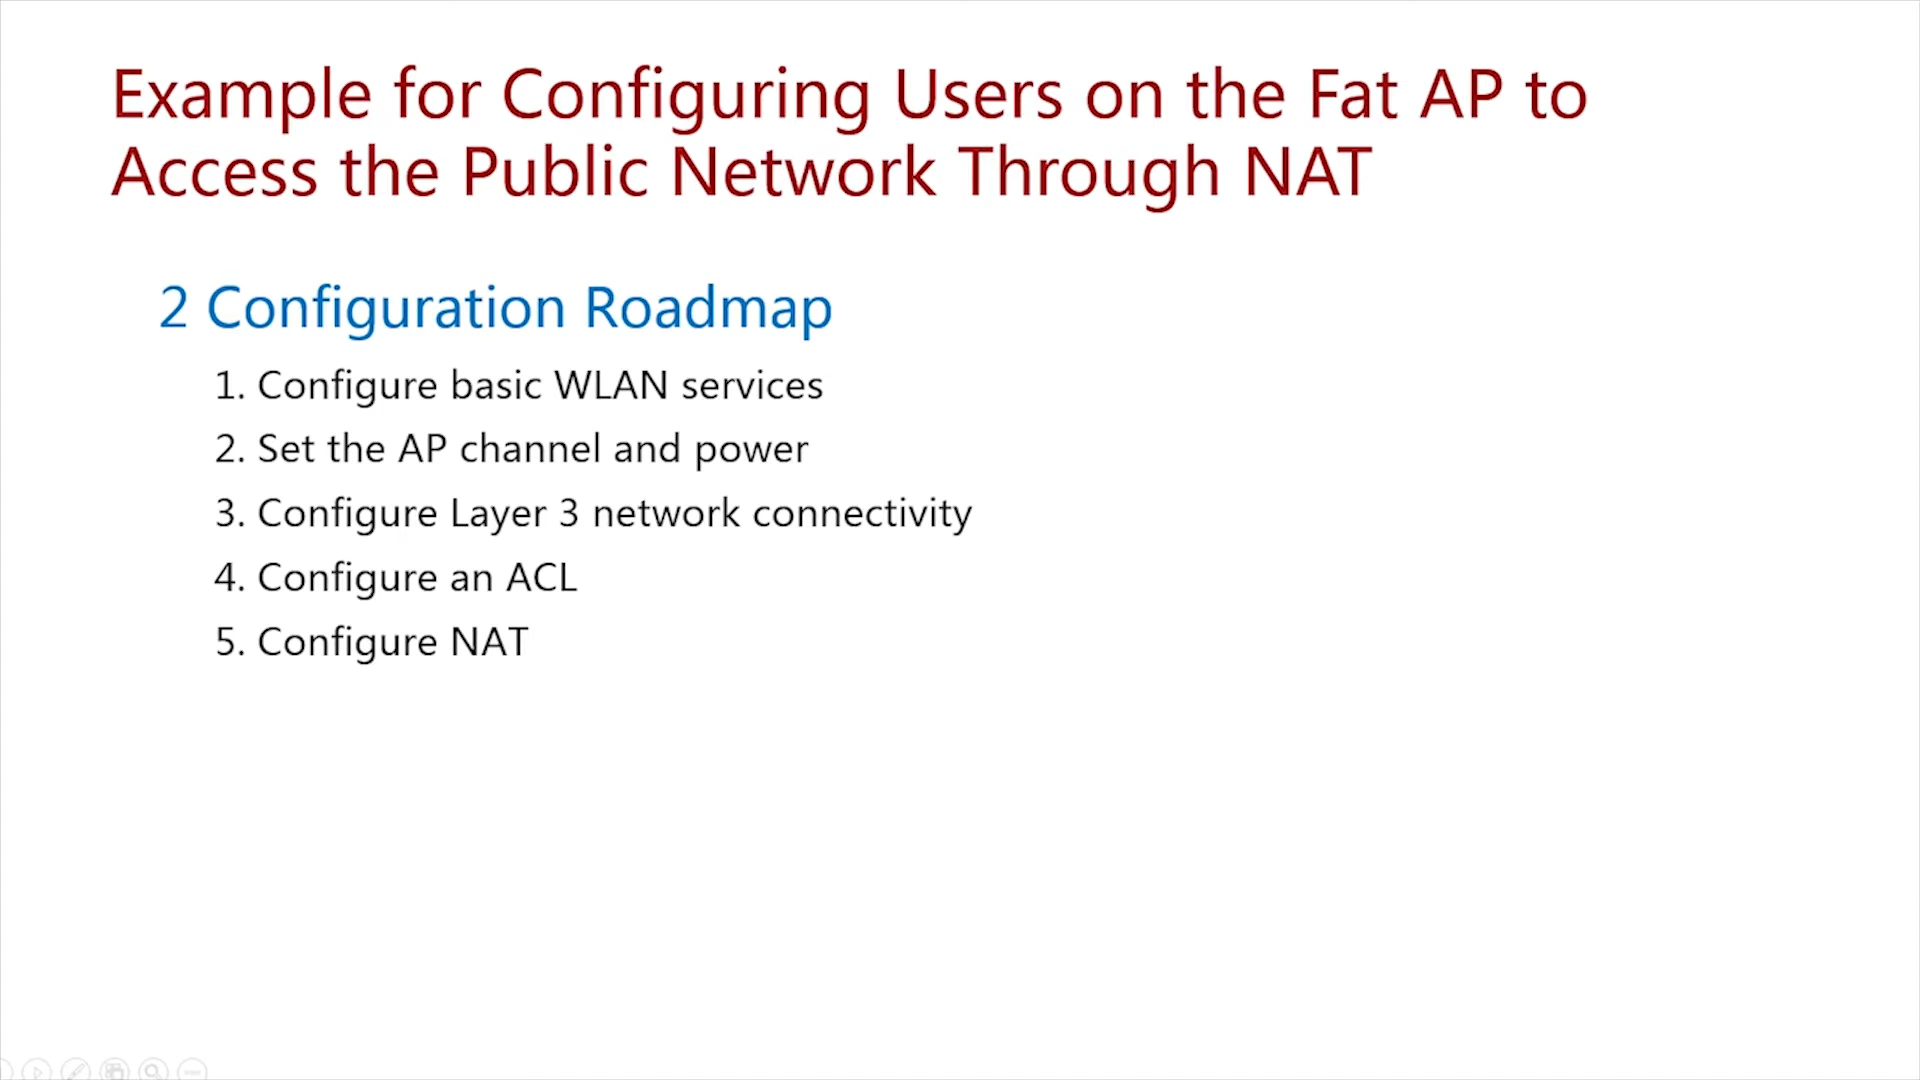 Example for Configuring Users on the Fat AP to
Access the Public Network Through NAT
2 Configuration Roadmap
1. Configure basic WLAN services
2. Set the AP channel and power
3. Configure Layer 3 network connectivity
4. Configure an ACL
5. Configure NAT